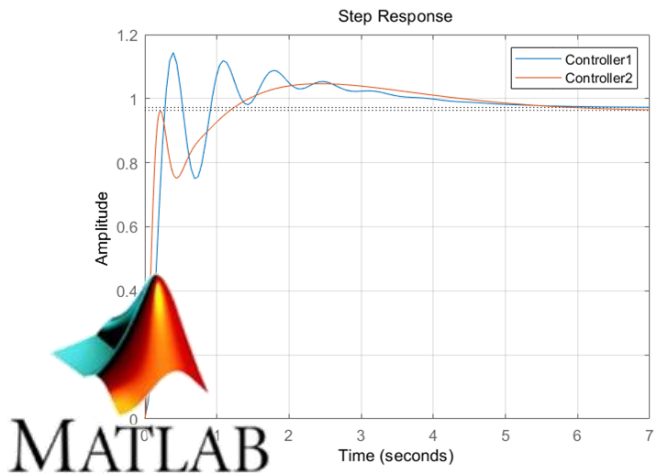 Step Response
1.2
Controller1
Controller2
1
0.8
Amplitude
0.6
0.4
0
0 1 2 3 4 5 6 7
Time (seconds)
MATLAB